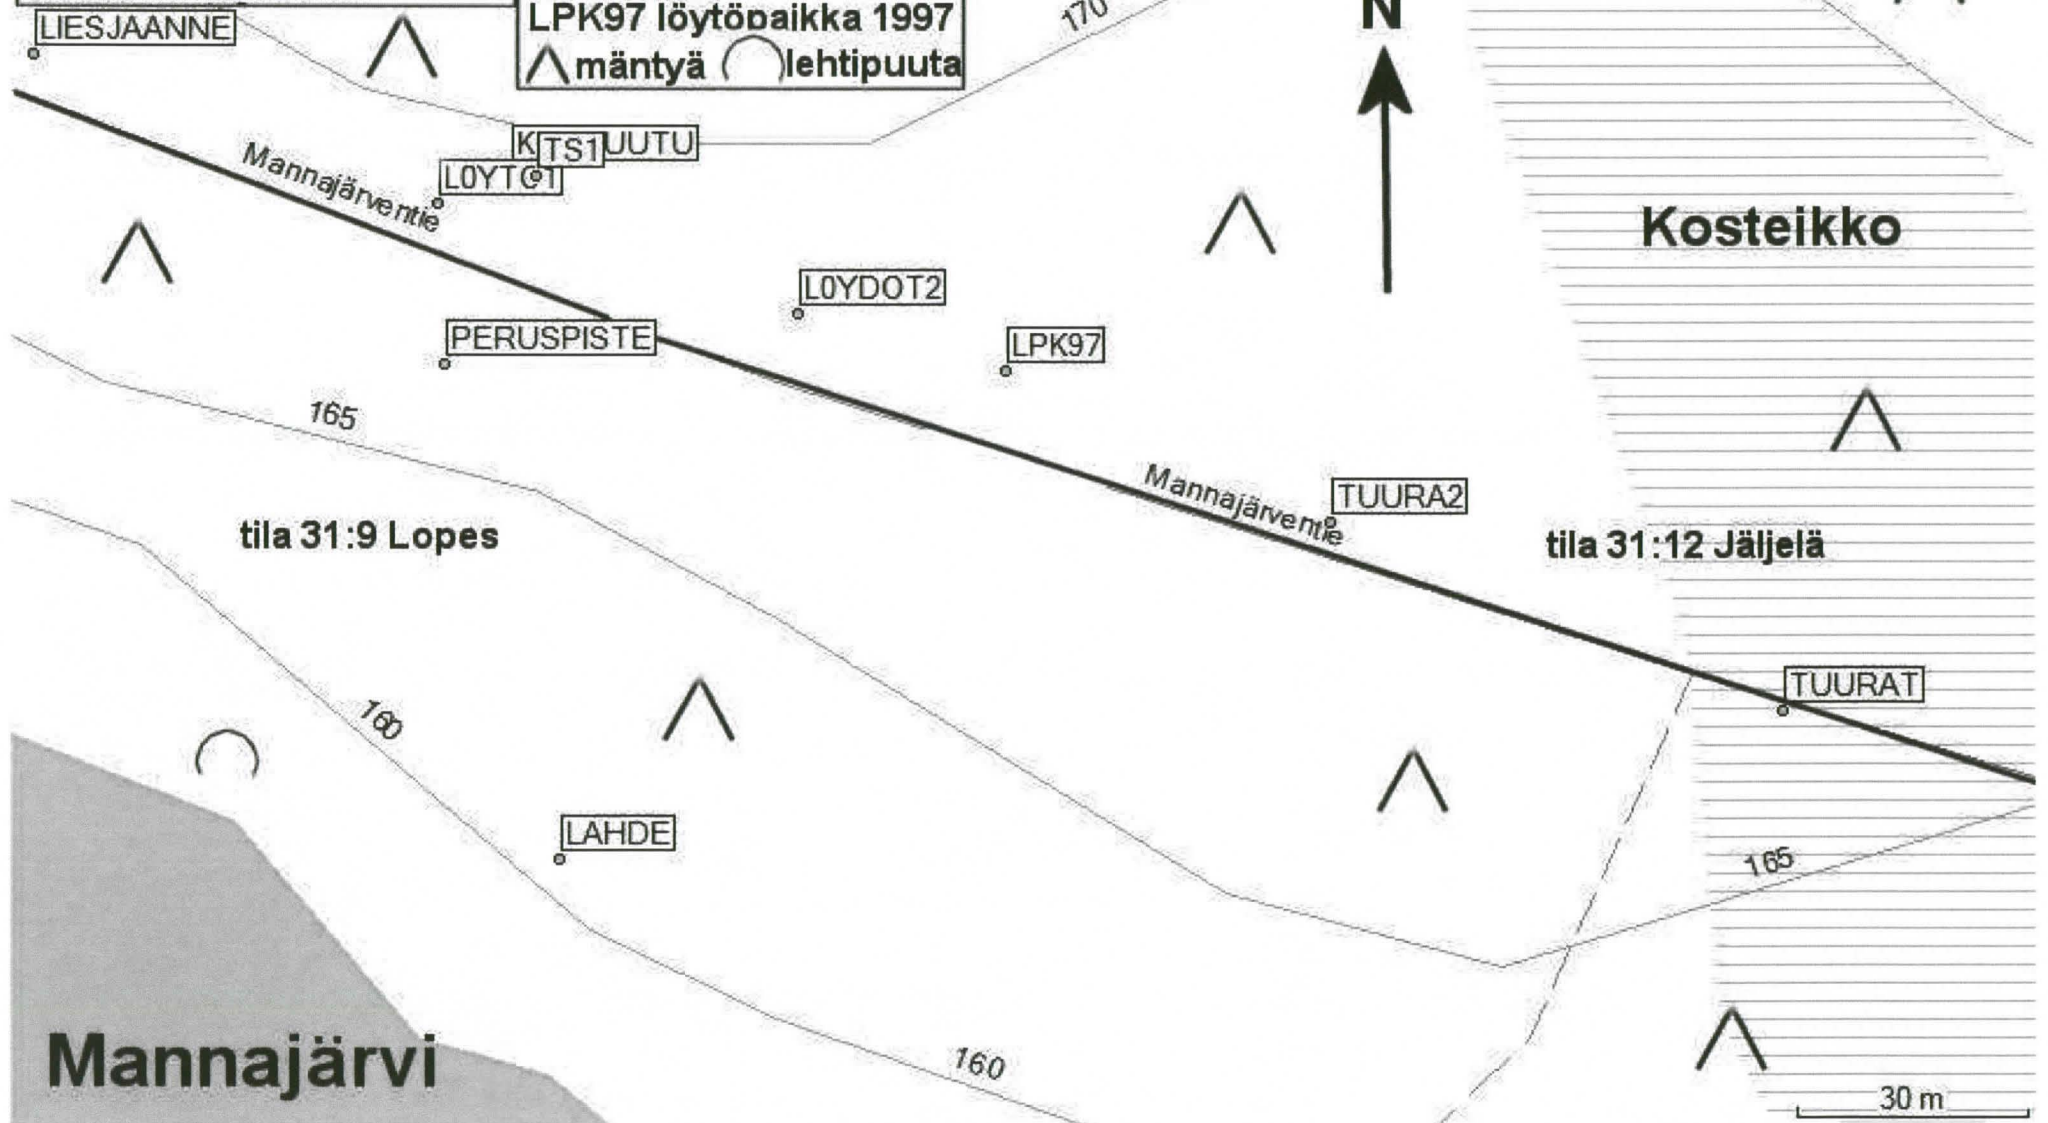 LIESJAANNE
LPK97 löytöpaikka 1997
mäntyä
lehtipuuta
170
N
TS1
UUTU
L0YTO1
Mannajärventie
Kosteikko
L0YDOT2
PERUSPISTE
LPK97
165
Mannajärventie
TUURA2
tila 31:9 Lopes
tila 31:12 Jäljelä
TUURAT
160
LAHDE
165
Mannajärvi
160
30 m